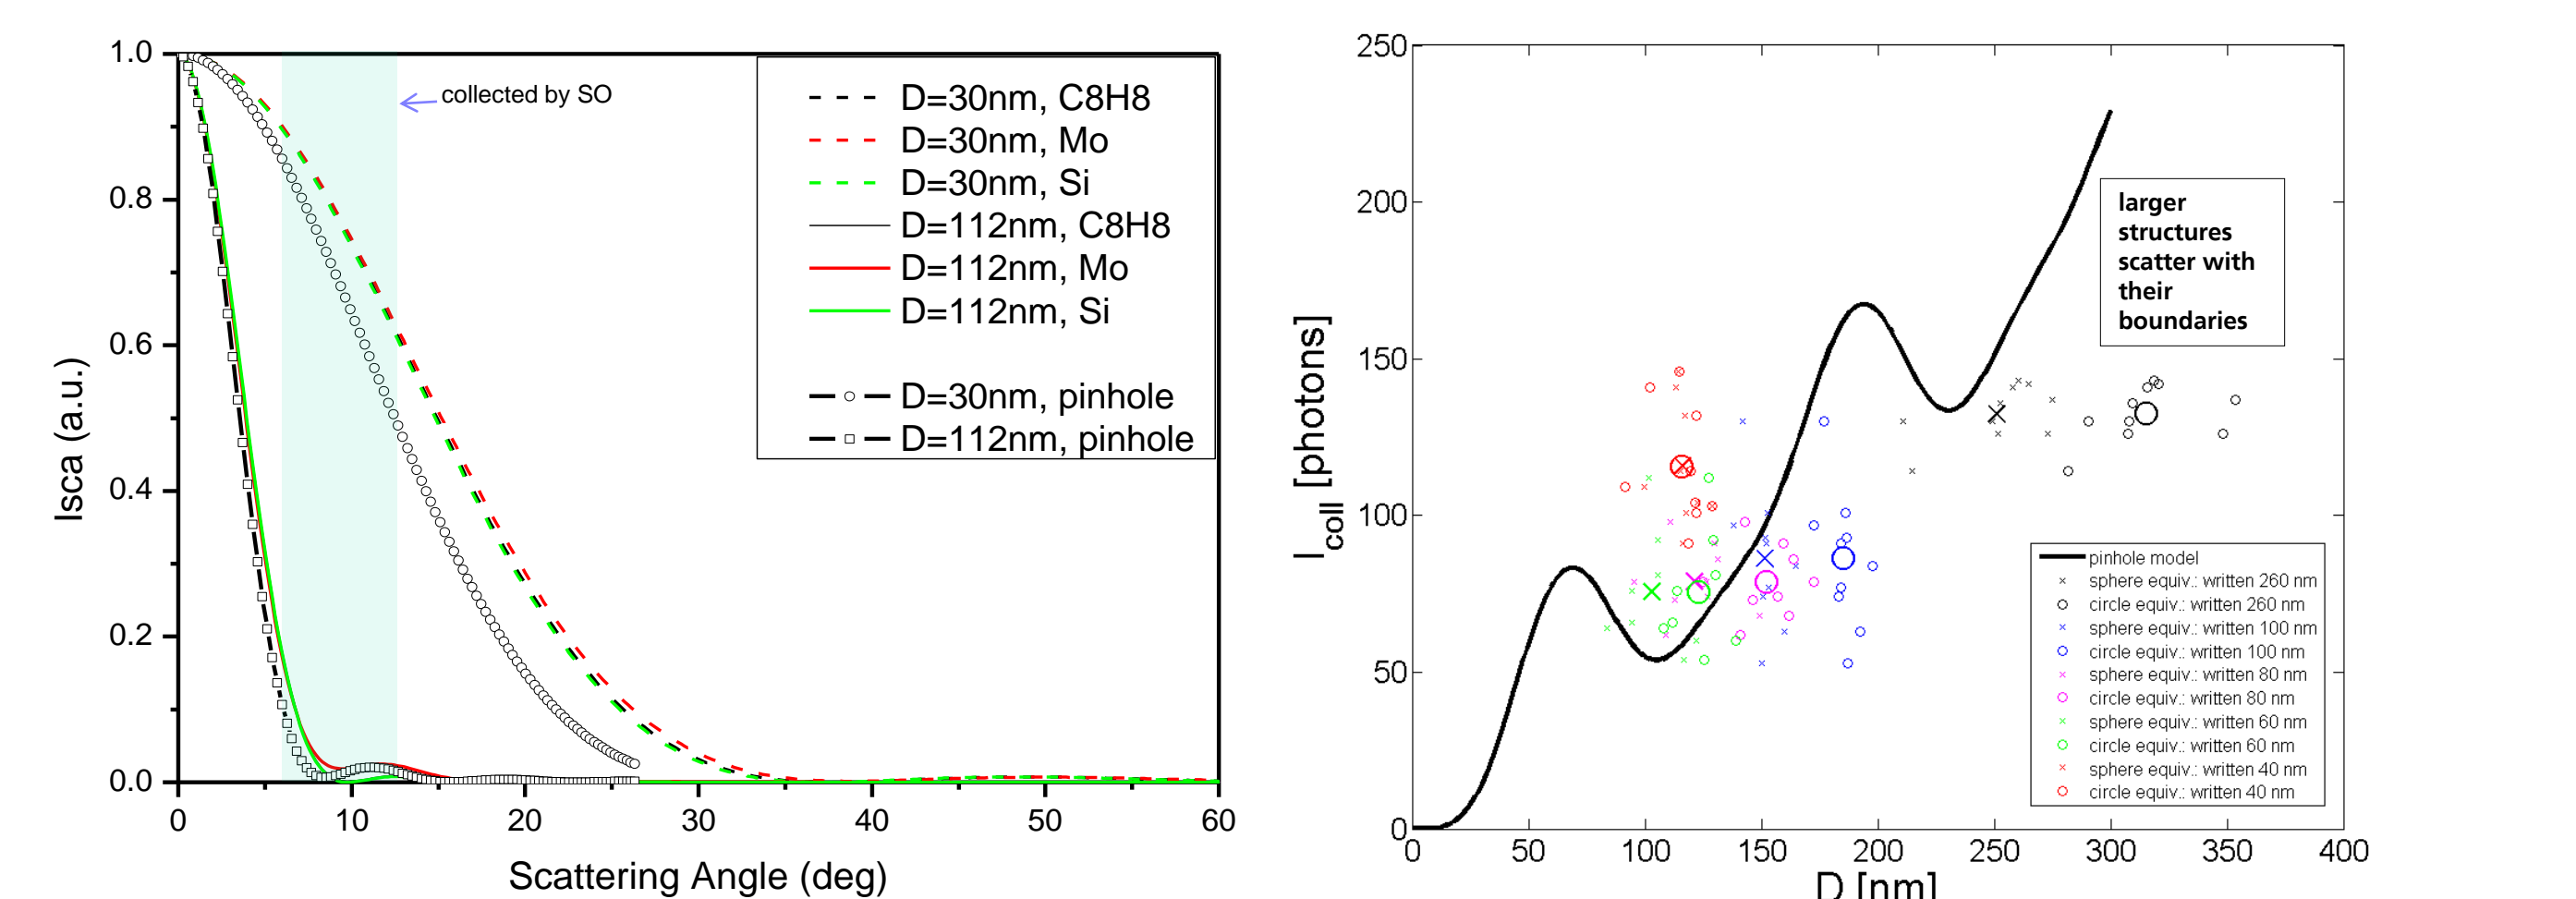 1.0
0.8
0.6
0.4
0.2
0.0
0
10
20
30
40
50
60
Isca (a.u.)
Scattering Angle (deg)
collected by SO
D=30nm, C8H8
D=30nm, Mo
D=30nm, Si
D=112nm, C8H8
D=112nm, Mo
D=112nm, Si
D=30nm, pinhole
D=112nm, pinhole
250
200
150
100
50
0
0
50
100
150
200
250
300
350
400
Icoll [photons]
D [nm]
larger
structures
scatter with
their
boundaries
pinhole model
sphere equiv.: written 260 nm
circle equiv.: written 260 nm
sphere equiv.: written 100 nm
circle equiv.: written 100 nm
sphere equiv.: written 80 nm
circle equiv.: written 80 nm
sphere equiv.: written 60 nm
circle equiv.: written 60 nm
sphere equiv.: written 40 nm
circle equiv.: written 40 nm